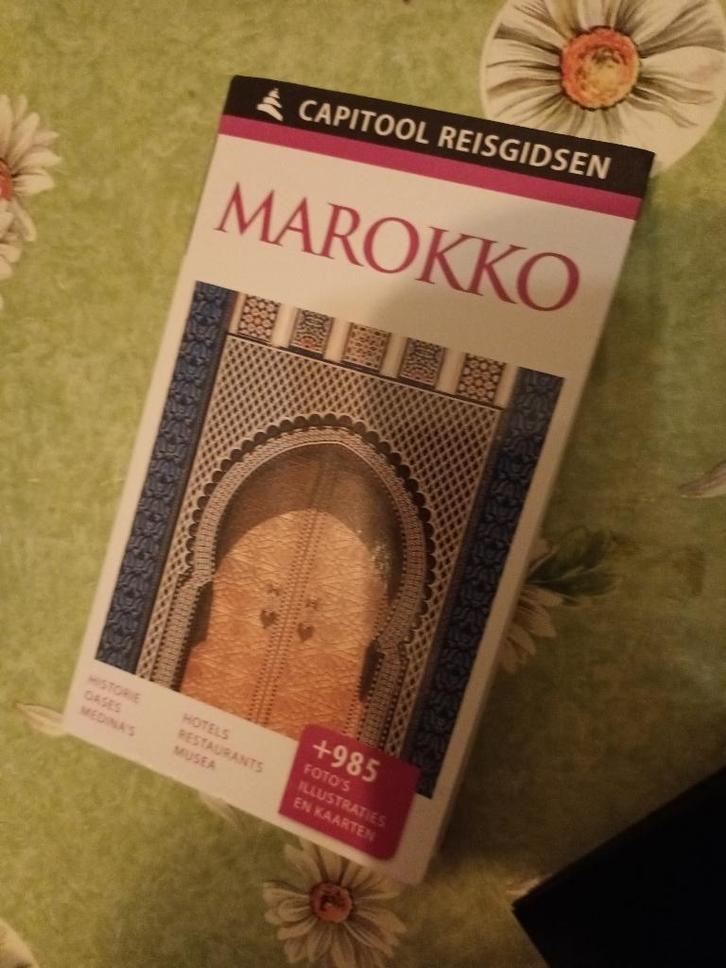 CAPITOOL REISGIDSEN
MAROKKO
HISTORIE
OASES
MEDINA'S
HOTELS
RESTAURANTS
MUSEA
+985
FOTO'S
ILLUSTRATIES
EN KAARTEN